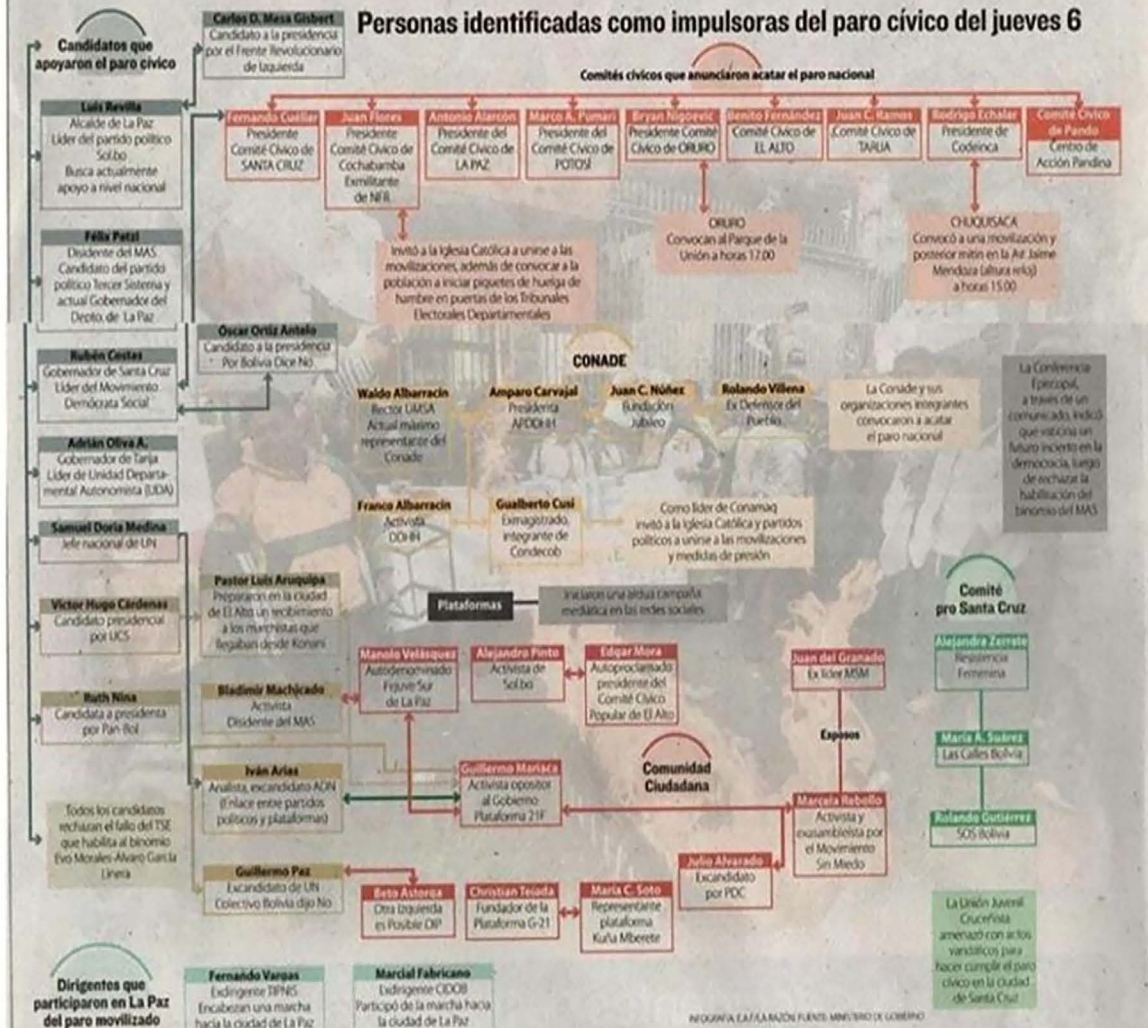 Personas identificadas como impulsoras del paro cívico del jueves 6
Candidatos que
apoyaron el paro cívico
Carlos D. Mesa Gisbert
Candidato a la presidencia
por el Frente Revolucionario
de Izquierda
Luis Revilla
Alcalde de La Paz
Líder del partido político
Sol.bo
Busca actualmente
apoyo a nivel nacional
Félix Patzi
Disidente del MAS
Candidato del partido
político Tercer Sistema y
actual Gobernador del
Depto. de La Paz
Óscar Ortiz Antelo
Candidato a la presidencia
Por Bolivia Dice No
Rubén Costas
Gobernador de Santa Cruz
Líder del Movimiento
Demócrata Social
Adrián Oliva A.
Gobernador de Tarija
Líder de Unidad Departa-
mental Autonomista (UDA)
Samuel Doria Medina
Jefe nacional de UN
Víctor Hugo Cárdenas
Candidato presidencial
por UCS
Ruth Nina
Candidata a presidenta
por Pan-Bol
Todos los candidatos
rechazan el fallo del TSE
que habilita al binomio
Evo Morales-Álvaro García
Linera
Comités cívicos que anunciaron acatar el paro nacional
Fernando Cuéllar
Presidente
Comité Cívico de
SANTA CRUZ
Juan Flores
Presidente
Comité Cívico de
Cochabamba
Exmilitante
de NFR
Antonio Alarcón
Presidente del
Comité Cívico de
LA PAZ
Marco A. Pumari
Presidente del
Comité Cívico de
POTOSÍ
Bryan
Presidente Comité
Cívico de ORURO
Benito Fernández
Comité Cívico de
EL ALTO
Juan C. Ramos
Comité Cívico de
TARIJA
Rodrigo Echalar
Presidente de
Codeinca
Comité Cívico
de Pando
Centro de
Acción Pandina
Invitó a la Iglesia Católica a unirse a las
movilizaciones, además de convocar a la
población a iniciar piquetes de huelga de
hambre en puertas de los Tribunales
Electorales Departamentales
ORURO
Convocan al Parque de la
Unión a horas 17.00
CHUQUISACA
Convocó a una movilización y
posterior mitin en la Av. Jaime
Mendoza (altura reloj)
a horas 15.00
CONADE
Waldo Albarracín
Rector UMSA
Actual máximo
representante del
Conade
Amparo Carvajal
Presidenta
APDDHH
Juan C. Núñez
Fundación
Jubileo
Rolando Villena
Ex Defensor del
Pueblo
La Conade y sus
organizaciones integrantes
convocaron a acatar
el paro nacional
Franco Albarracín
Activista
DDHH
Gualberto Cusi
Exmagistrado,
integrante de
Condecob
Como líder de Conamaq
invitó a la Iglesia Católica y partidos
políticos a unirse a las movilizaciones
y medidas de presión
La Conferencia
Episcopal,
a través de un
comunicado, indicó
que vaticina un
futuro incierto en la
democracia, luego
de rechazar la
habilitación del
binomio del MAS
Plataformas
Iniciaron una ardua campaña
mediática en las redes sociales
Pastor Luis Aruquipa
Prepararon en la ciudad
de El Alto un recibimiento
a los marchistas que
llegaban desde Konani
Bladimir Machicado
Activista
Disidente del MAS
Iván Arias
Analista, excandidato ADN
(Enlace entre partidos
políticos y plataformas)
Guillermo Paz
Excandidato de UN
Colectivo Bolivia dijo No
Manolo Velásquez
Autodenominado
Fejuve Sur
de La Paz
Alejandro Pinto
Activista de
Sol.bo
Edgar Mora
Autoproclamado
presidente del
Comité Cívico
Popular de El Alto
Guillermo Mariaca
Activista opositor
al Gobierno
Plataforma 21F
Comunidad
Ciudadana
Juan del Granado
Ex líder MSM
Esposos
Marcela Rebollo
Activista y
exasambleísta por
el Movimiento
Sin Miedo
Julio Alvarado
Excandidato
por PDC
Beto Astorga
Otra Izquierda
es Posible OIP
Christian Tejada
Fundador de la
Plataforma G-21
María C. Soto
Representante
plataforma
Kuña Mbarete
Comité
pro Santa Cruz
Alejandra Zerrato
Resistencia
Femenina
María A. Suárez
Las Calles Bolivia
Rolando Gutiérrez
SOS Bolivia
La Unión Juvenil
Cruceñista
amenazó con actos
vandálicos para
hacer cumplir el paro
cívico en la ciudad
de Santa Cruz
Dirigentes que
participaron en La Paz
del paro movilizado
Fernando Vargas
Exdirigente TIPNIS
Encabezan una marcha
hacia la ciudad de La Paz
Marcial Fabricano
Exdirigente CIDOB
Participó de la marcha hacia
la ciudad de La Paz
INFOGRAFÍA: LA RAZÓN. FUENTE: MINISTERIO DE GOBIERNO